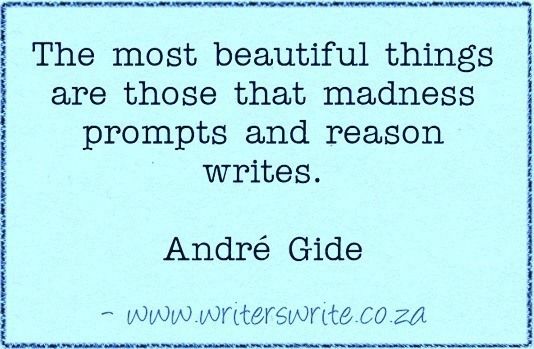 The most beautiful things
are those that madness
prompts and reason
writes.
André Gide
- www.writerswrite.co.za